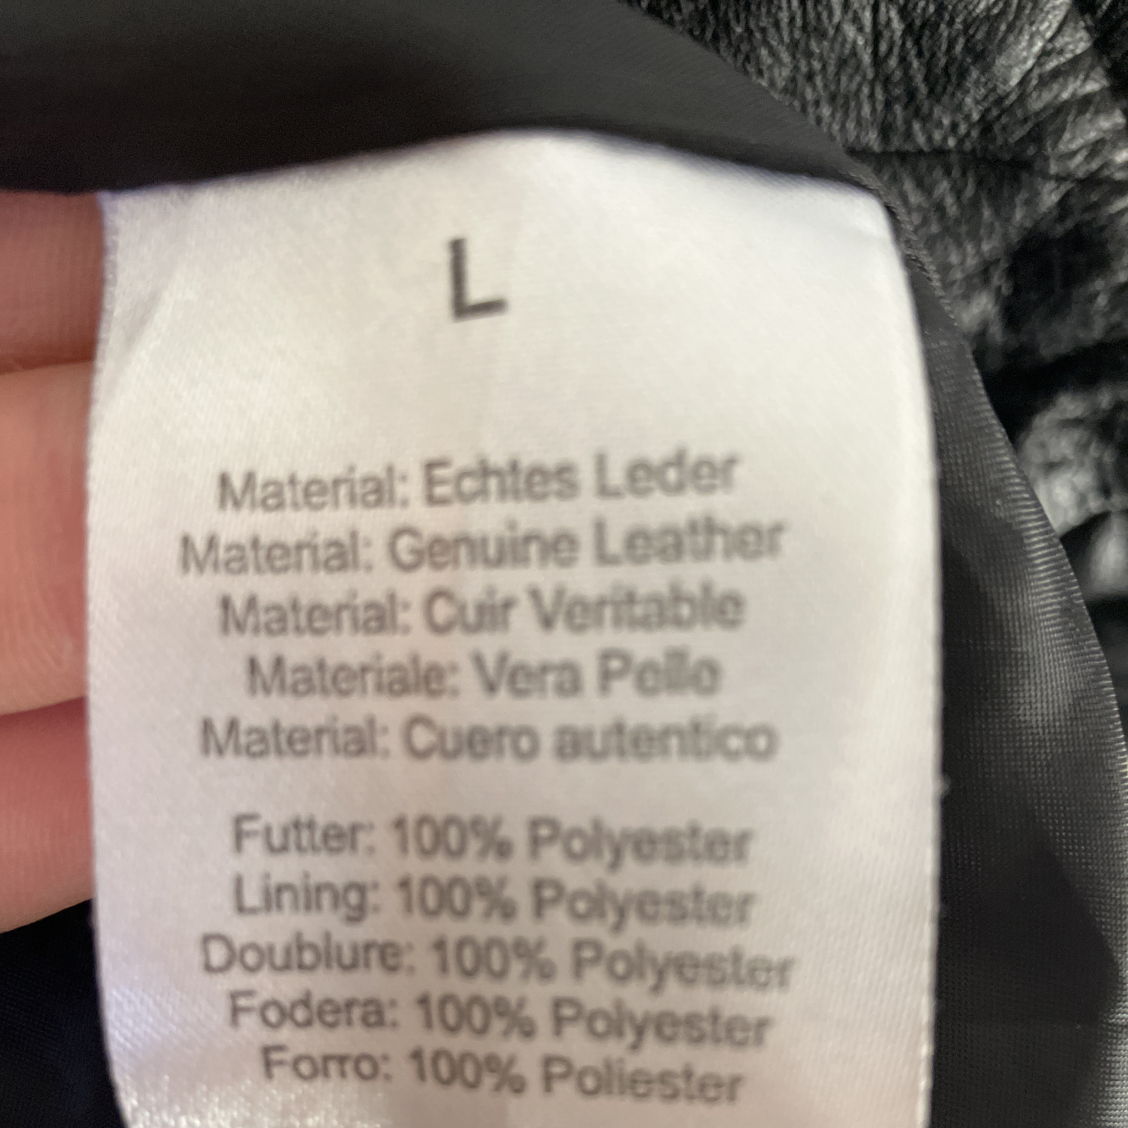 L
Material: Echtes Leder
Material: Genuine Leather
Material: Cuir Veritable
Materiale: Vera Pelle
Material: Cuero autentico
Futter: 100% Polyester
Lining: 100% Polyester
Doublure: 100% Polyester
Fodera: 100% Polyester
Forro: 100% Poliester